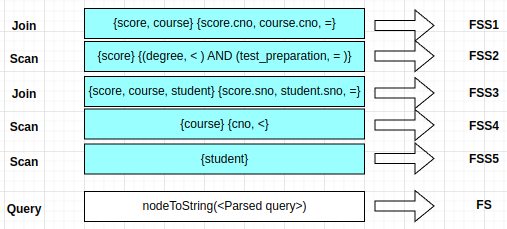 Join {score, course} {score.cno, course.cno, =} FSS1
Scan {score} {(degree, < ) AND (test_preparation, = )} FSS2
Join {score, course, student} {score.sno, student.sno, =} FSS3
Scan {course} {cno, <} FSS4
Scan {student} FSS5
Query nodeToString(<Parsed query>) FS